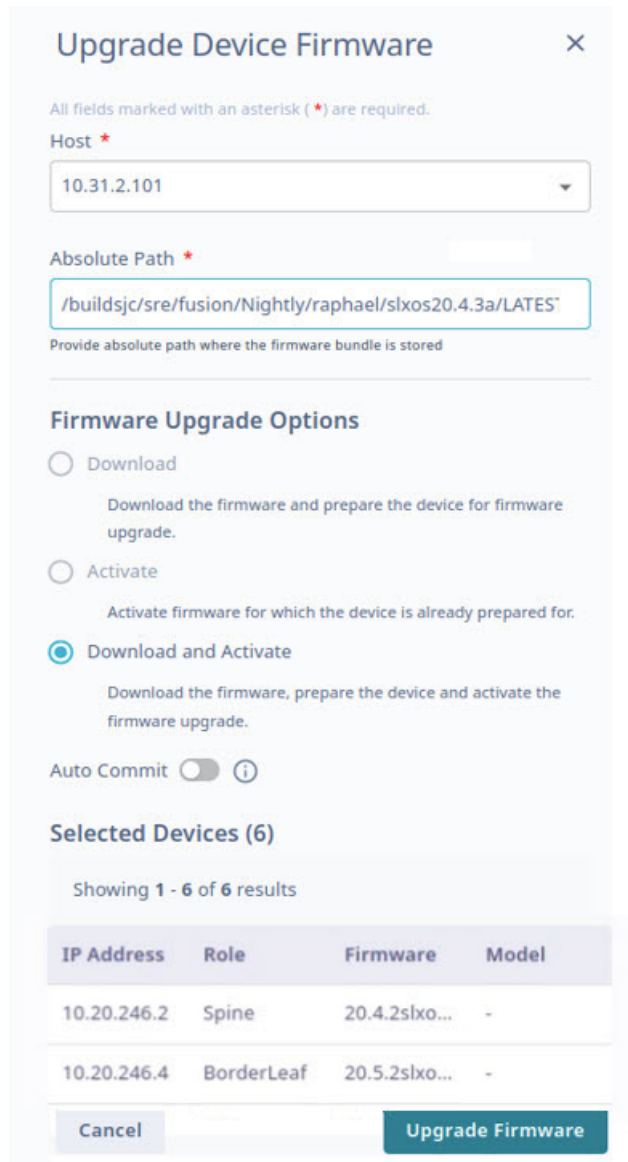 Upgrade Device Firmware
All fields marked with an asterisk ( *) are required.
Host *
10.31.2.101
Absolute Path *
/buildsjc/sre/fusion/Nightly/raphael/slxos20.4.3a/LATEST
Provide absolute path where the firmware bundle is stored
Firmware Upgrade Options
Download
Download the firmware and prepare the device for firmware
upgrade.
Activate
Activate firmware for which the device is already prepared for.
Download and Activate
Download the firmware, prepare the device and activate the
firmware upgrade.
Auto Commit
Selected Devices (6)
Showing 1 - 6 of 6 results
IP Address Role Firmware Model
10.20.246.2 Spine 20.4.2slxo... -
10.20.246.4 BorderLeaf 20.5.2slxo... -
Cancel Upgrade Firmware